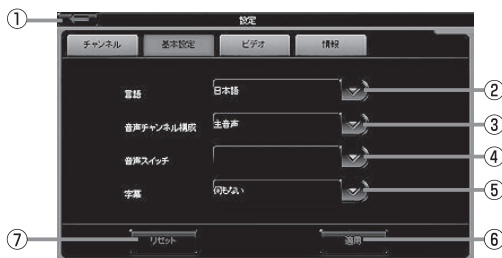 ① 設定
チャンネル 基本設定 ビデオ 情報
言語 日本語 ②
音声チャンネル構成 主音声 ③
音声スイッチ ④
字幕 何もない ⑤
⑦ リセット 適用 ⑥